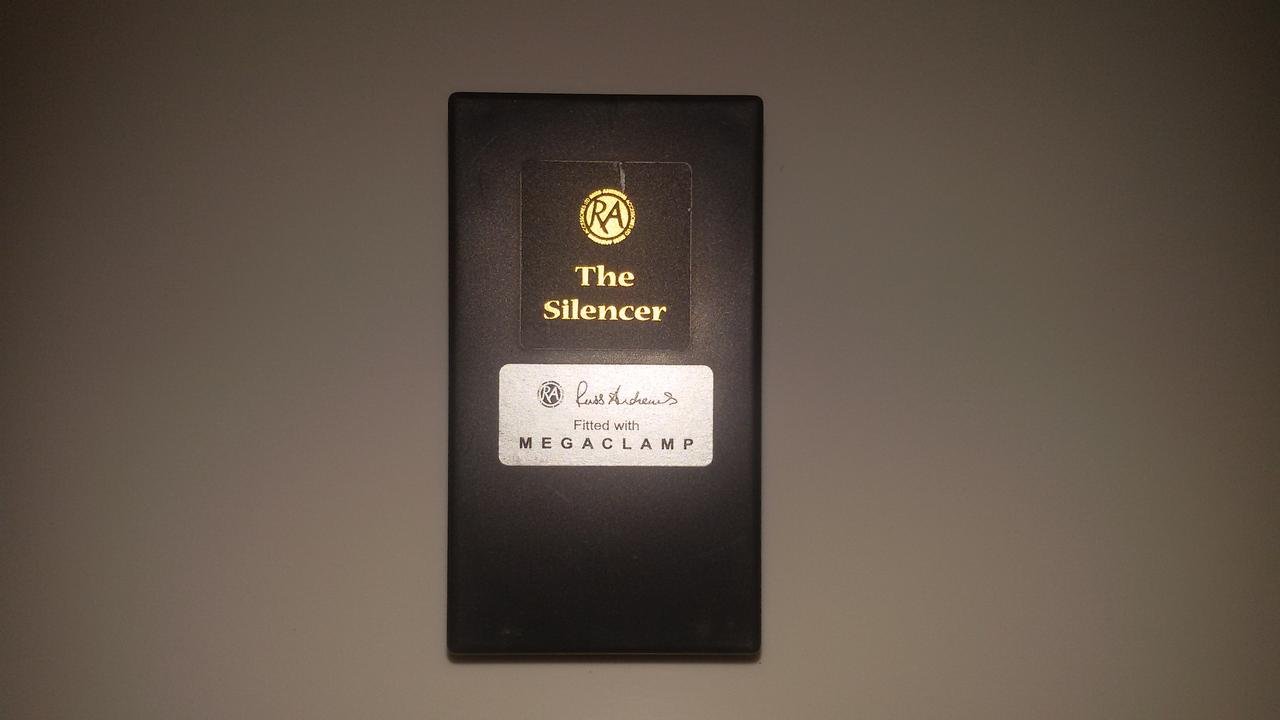 RA
The
Silencer
RA Russ Andrews
Fitted with
MEGACLAMP